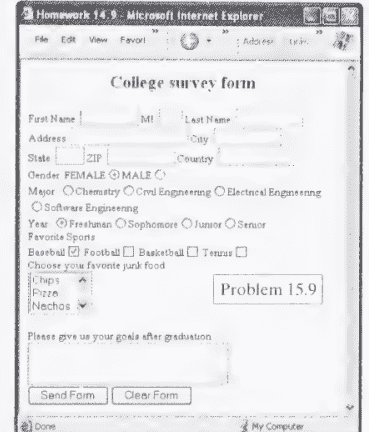 Homework 14.9 - Microsoft Internet Explorer
File Edit View Favori » Address »
College survey form
First Name MI Last Name
Address City
State ZIP Country
Gender FEMALE MALE
Major Chemistry Civil Engineering Electrical Engineering
Software Engineering
Year Freshman Sophomore Junior Senior
Favorite Sports
Baseball Football Basketball Tennis
Choose your favorite junk food
Chips
Pizza
Nachos
Problem 15.9
Please give us your goals after graduation
Send Form Clear Form
Done My Computer